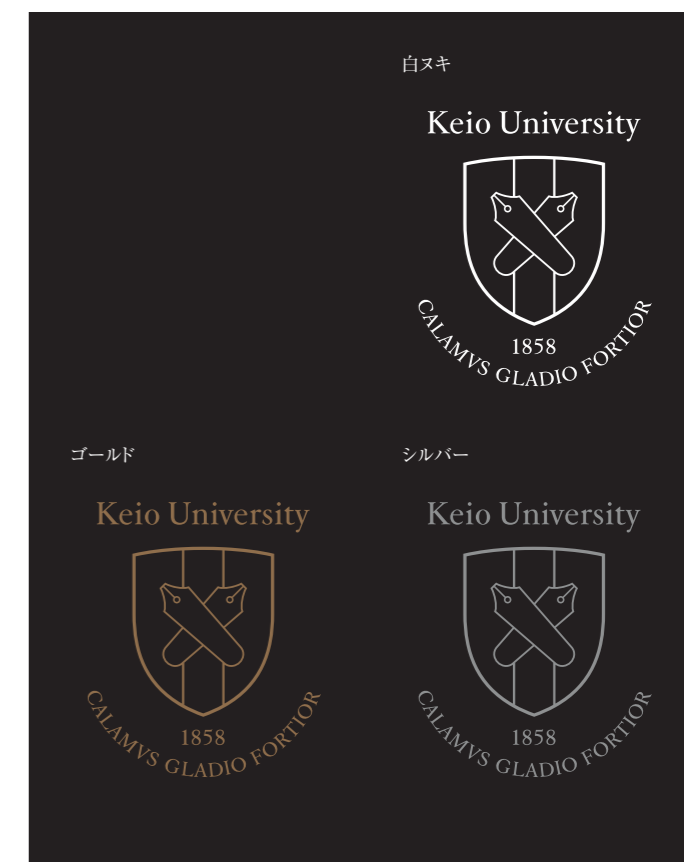 白ヌキ
Keio University
1858
CALAMVS GLADIO FORTIOR
ゴールド
Keio University
1858
CALAMVS GLADIO FORTIOR
シルバー
Keio University
1858
CALAMVS GLADIO FORTIOR